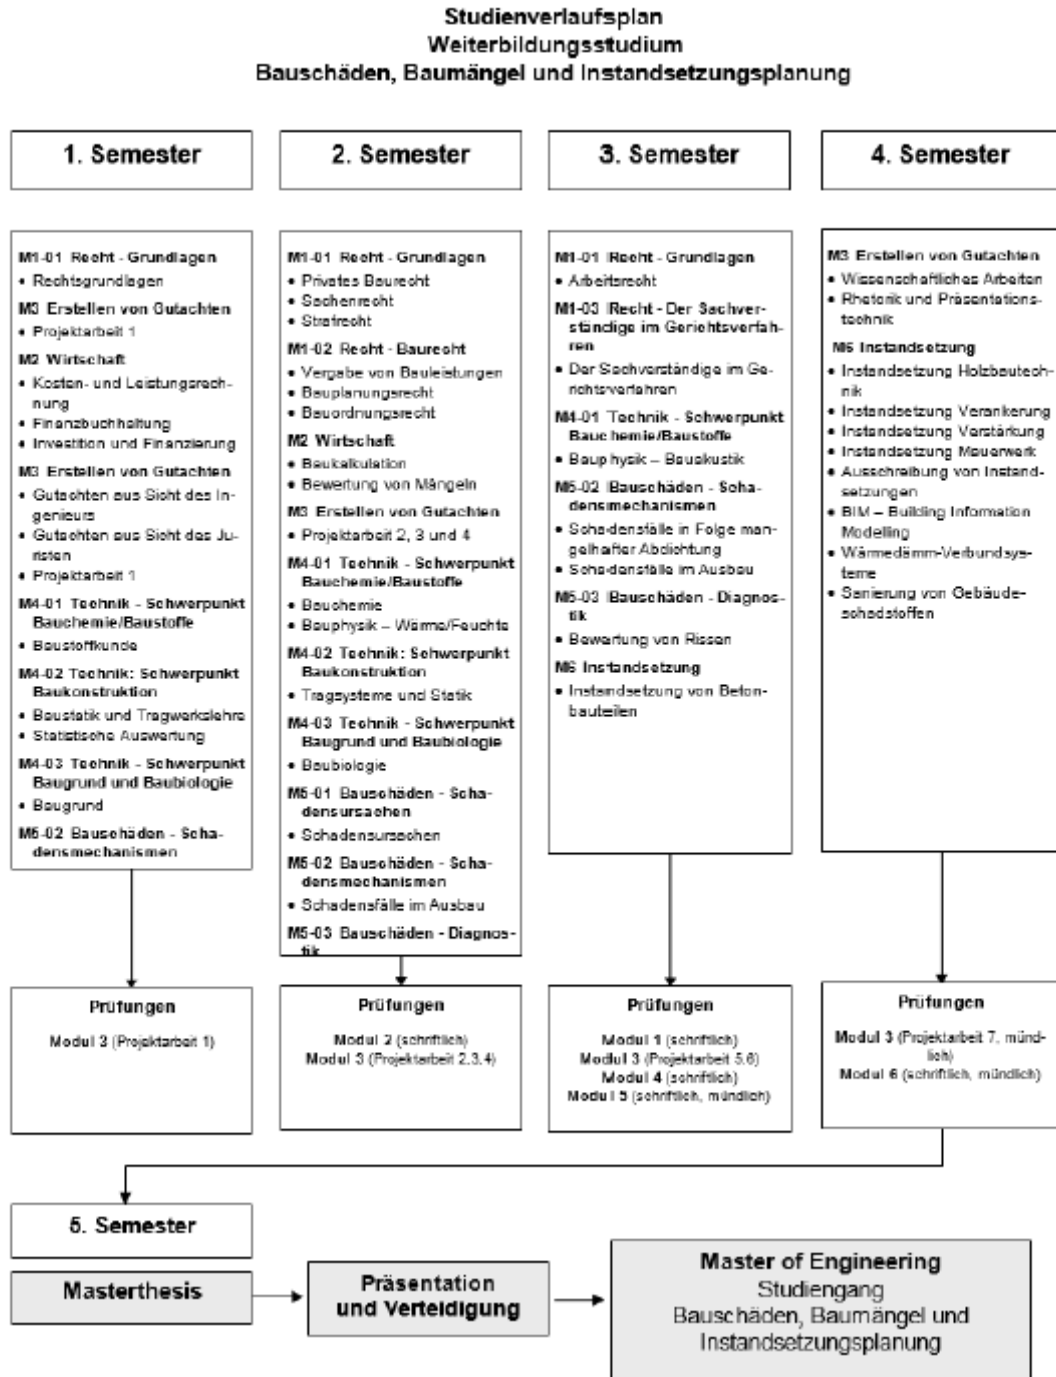 Studienverlaufsplan
Weiterbildungsstudium
Bauschäden, Baumängel und Instandsetzungsplanung
1. Semester
M1-01 Recht - Grundlagen
• Rechtsgrundlagen
M3 Erstellen von Gutachten
• Projektarbeit 1
M2 Wirtschaft
• Kosten- und Leistungsrech-
nung
• Finanzbuchhaltung
• Investition und Finanzierung
M3 Erstellen von Gutachten
• Gutachten aus Sicht des In-
genieurs
• Gutachten aus Sicht des Ju-
risten
• Projektarbeit 1
M4-01 Technik - Schwerpunkt
Bauchemie/Baustoffe
• Baustoffkunde
M4-02 Technik: Schwerpunkt
Baukonstruktion
• Baustatik und Tragwerkslehre
• Statistische Auswertung
M4-03 Technik - Schwerpunkt
Baugrund und Baubiologie
• Baugrund
M5-02 Bauschäden - Scha-
densmechanismen
Prüfungen
Modul 3 (Projektarbeit 1)
2. Semester
M1-01 Recht - Grundlagen
• Privates Baurecht
• Sachenrecht
• Strafrecht
M1-02 Recht - Baurecht
• Vergabe von Bauleistungen
• Bauplanungsrecht
• Bauordnungsrecht
M2 Wirtschaft
• Baukalkulation
• Bewertung von Mängeln
M3 Erstellen von Gutachten
• Projektarbeit 2, 3 und 4
M4-01 Technik - Schwerpunkt
Bauchemie/Baustoffe
• Bauchemie
• Bauphysik – Wärme/Feuchte
M4-02 Technik: Schwerpunkt
Baukonstruktion
• Tragsysteme und Statik
M4-03 Technik - Schwerpunkt
Baugrund und Baubiologie
• Baubiologie
M5-01 Bauschäden - Scha-
densursachen
• Schadensursachen
M5-02 Bauschäden - Scha-
densmechanismen
• Schadensfälle im Ausbau
M5-03 Bauschäden - Diagnos-
tik
Prüfungen
Modul 2 (schriftlich)
Modul 3 (Projektarbeit 2,3,4)
3. Semester
M1-01 Recht - Grundlagen
• Arbeitsrecht
M1-03 Recht - Der Sachver-
ständige im Gerichtsverfah-
ren
• Der Sachverständige im Ge-
richtsverfahren
M4-01 Technik - Schwerpunkt
Bauchemie/Baustoffe
• Bauphysik – Bauakustik
M5-02 Bauschäden - Scha-
densmechanismen
• Schadensfälle in Folge man-
gelhafter Abdichtung
• Schadensfälle im Ausbau
M5-03 Bauschäden - Diagnos-
tik
• Bewertung von Rissen
M6 Instandsetzung
• Instandsetzung von Beton-
bauteilen
Prüfungen
Modul 1 (schriftlich)
Modul 3 (Projektarbeit 5,6)
Modul 4 (schriftlich)
Modul 5 (schriftlich, mündlich)
4. Semester
M3 Erstellen von Gutachten
• Wissenschaftliches Arbeiten
• Rhetorik und Präsentations-
technik
M6 Instandsetzung
• Instandsetzung Holzbautech-
nik
• Instandsetzung Verankerung
• Instandsetzung Verstärkung
• Instandsetzung Mauerwerk
• Ausschreibung von Instand-
setzungen
• BIM – Building Information
Modelling
• Wärmedämm-Verbundsys-
teme
• Sanierung von Gebäude-
schadstoffen
Prüfungen
Modul 3 (Projektarbeit 7, münd-
lich)
Modul 6 (schriftlich, mündlich)
5. Semester
Masterthesis
Präsentation
und Verteidigung
Master of Engineering
Studiengang
Bauschäden, Baumängel und
Instandsetzungsplanung